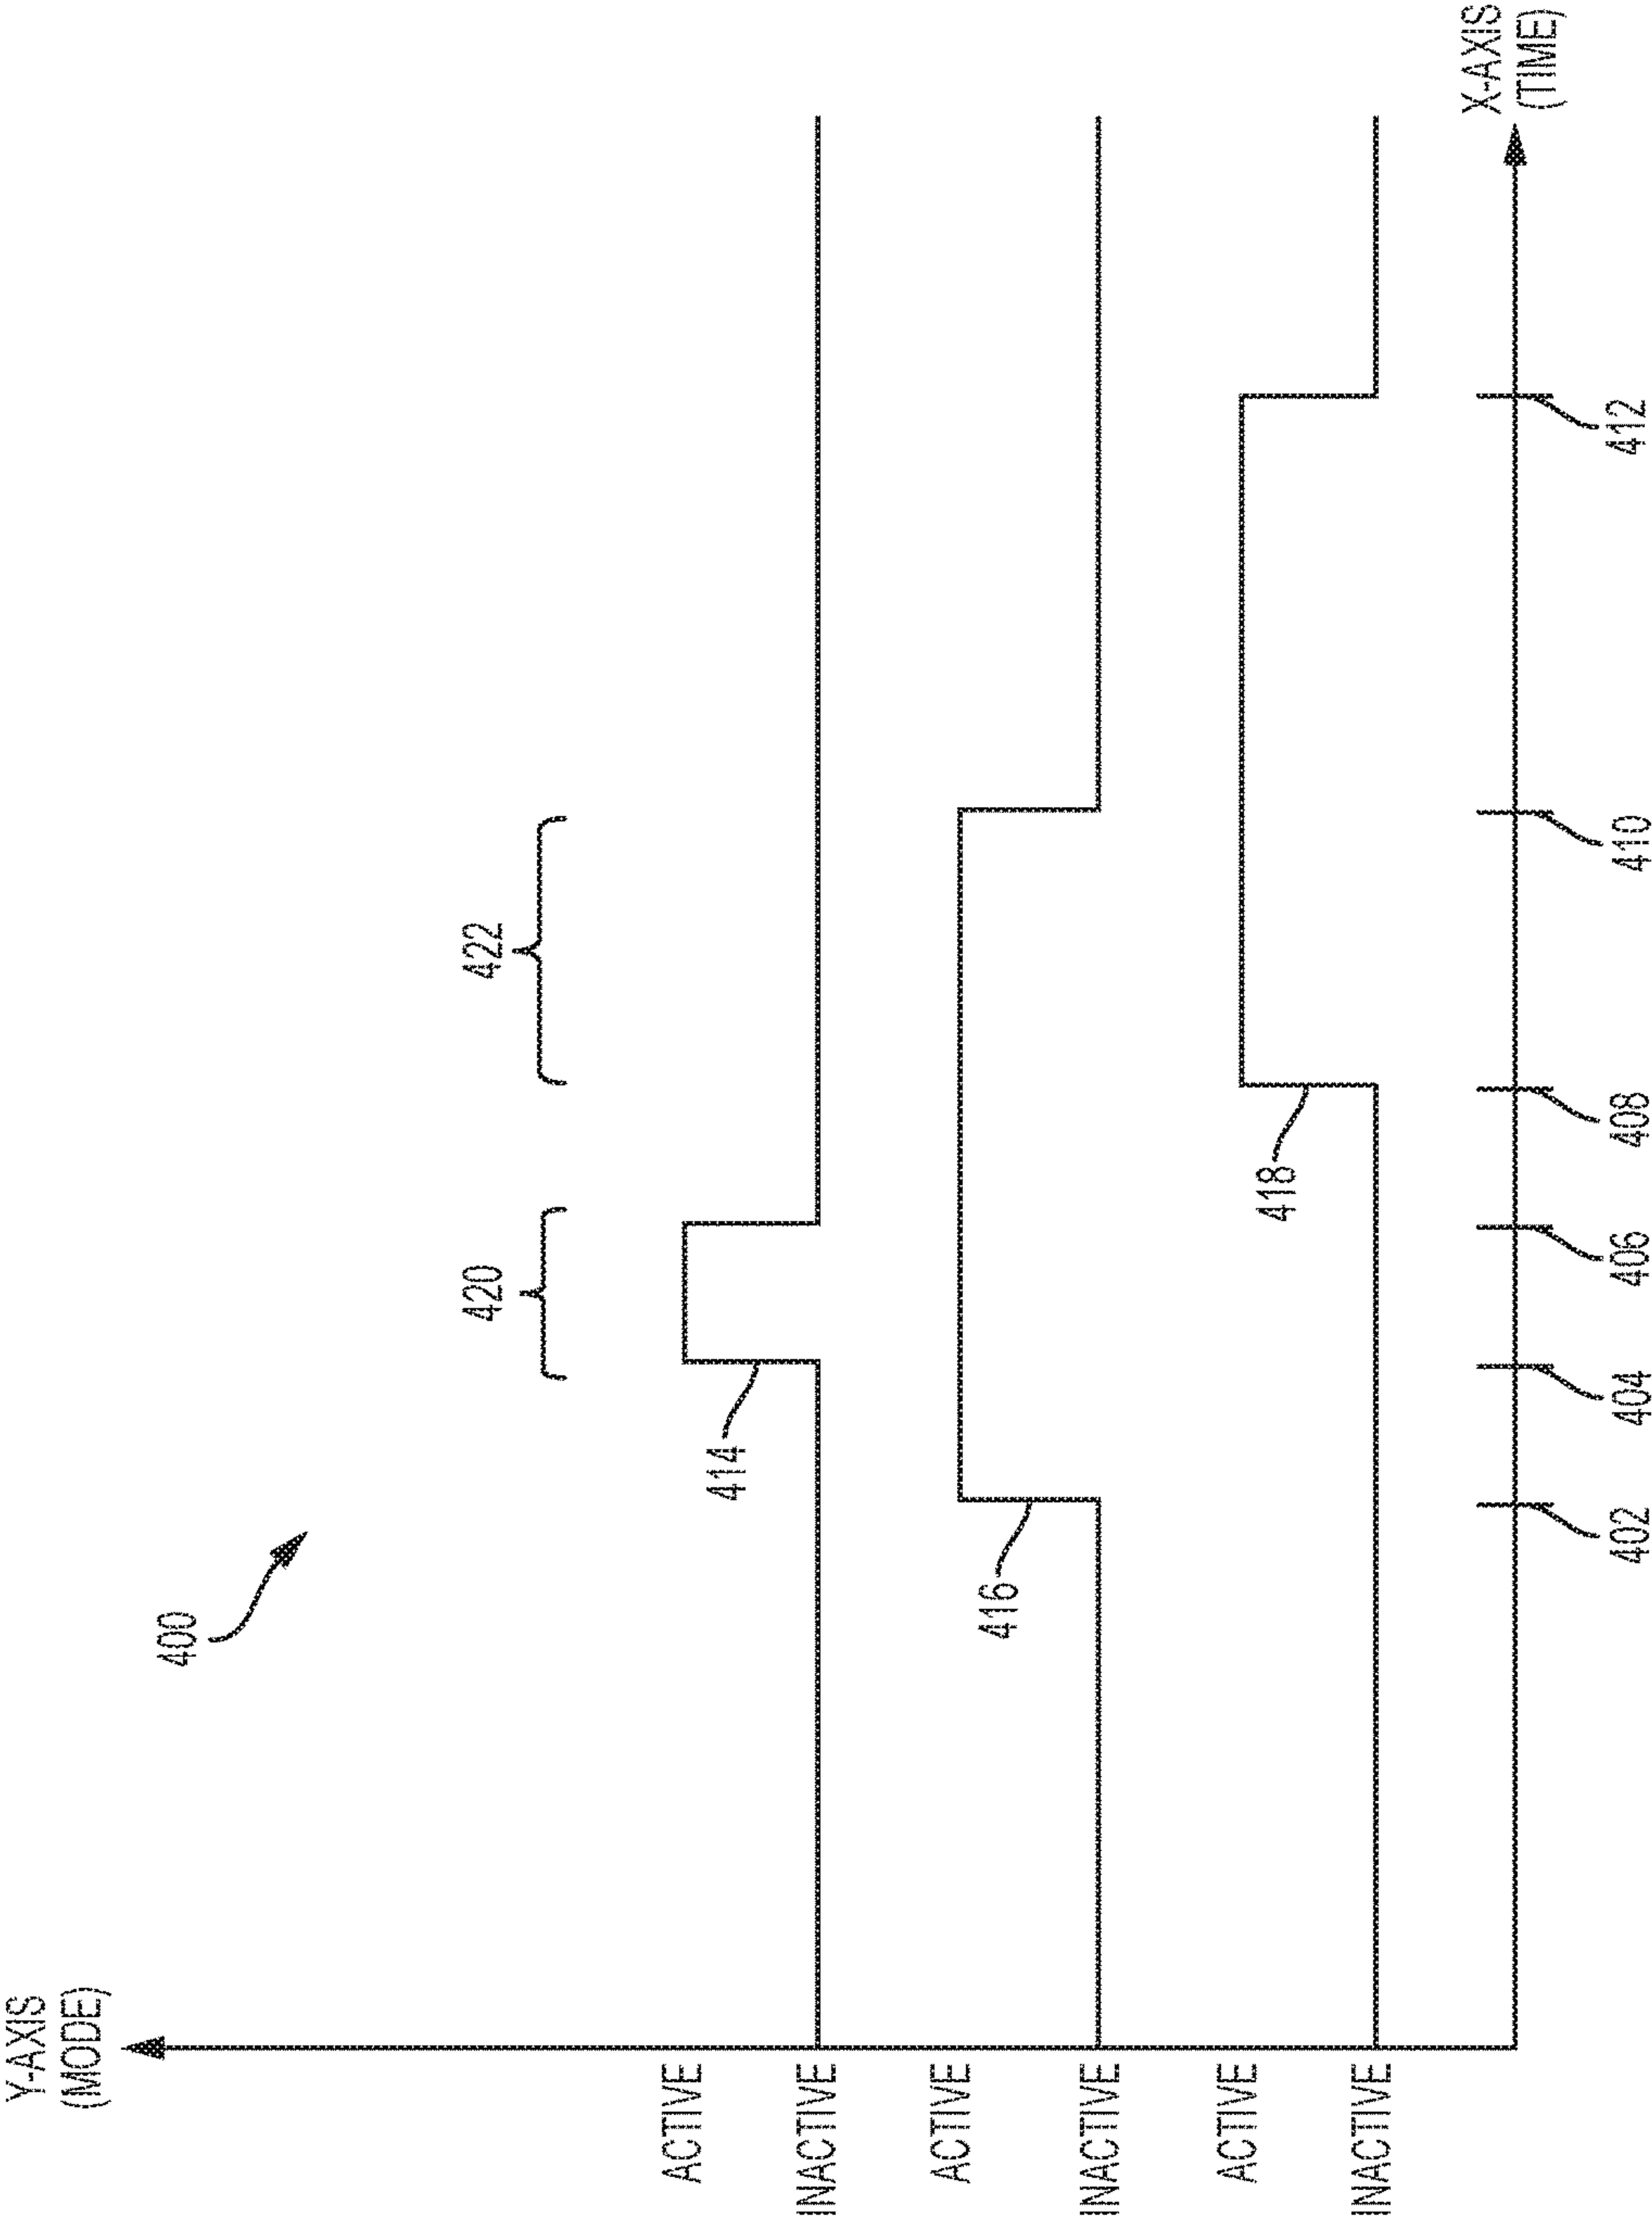 Y-AXIS
(MODE)
400
420
422
ACTIVE
414
INACTIVE
ACTIVE
416
INACTIVE
ACTIVE
418
INACTIVE
402
404
406
408
410
412
X-AXIS
(TIME)